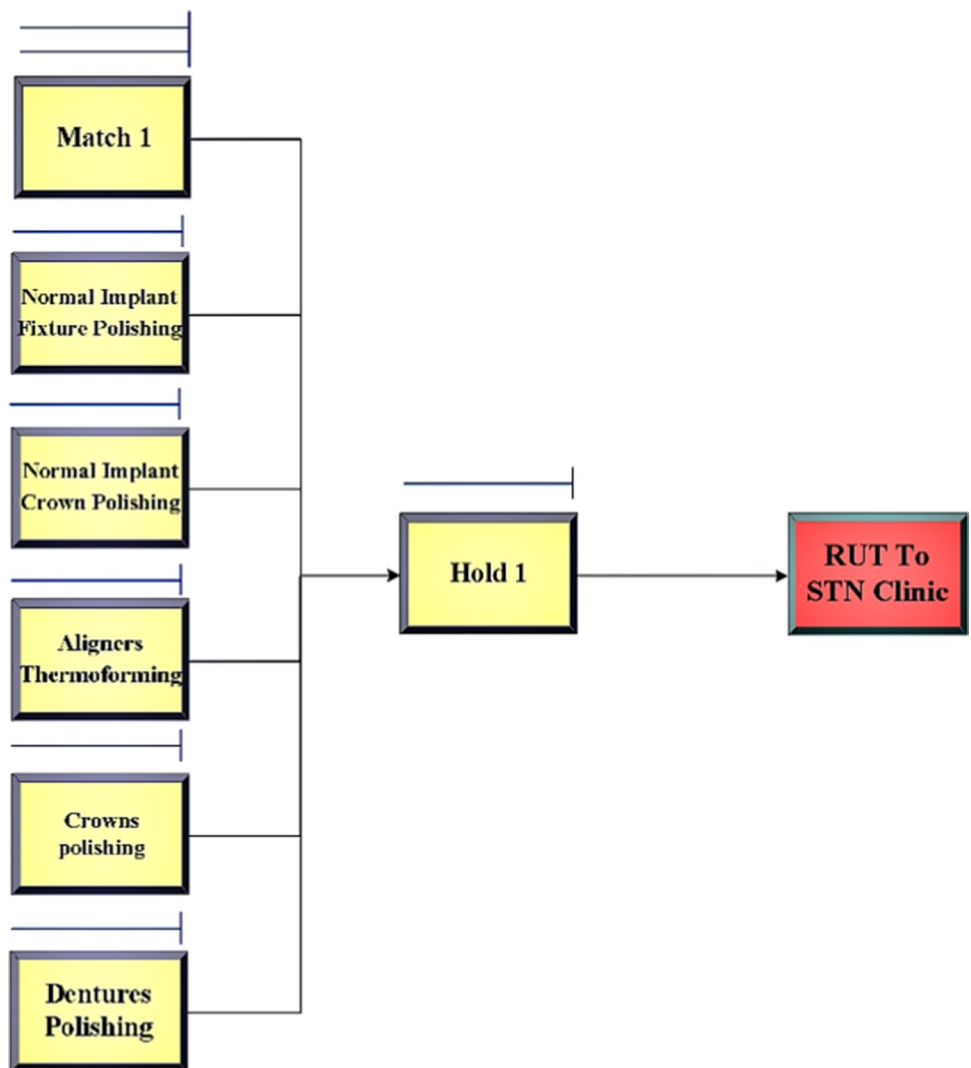 Match 1
Normal Implant
Fixture Polishing
Normal Implant
Crown Polishing
Aligners
Thermoforming
Crowns
polishing
Dentures
Polishing
Hold 1
RUT To
STN Clinic